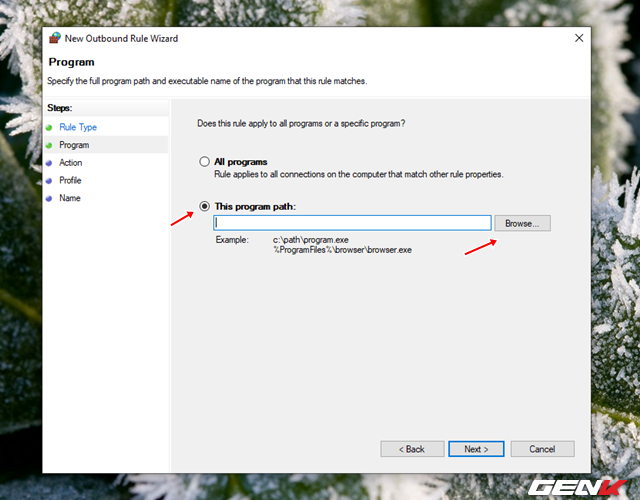 New Outbound Rule Wizard
Program
Specify the full program path and executable name of the program that this rule matches.
Steps:
Rule Type
Program
Action
Profile
Name
Does this rule apply to all programs or a specific program?
All programs
Rule applies to all connections on the computer that match other rule properties.
This program path:
Browse...
Example: c:\path\program.exe
%ProgramFiles%\browser\browser.exe
< Back Next > Cancel
GENK